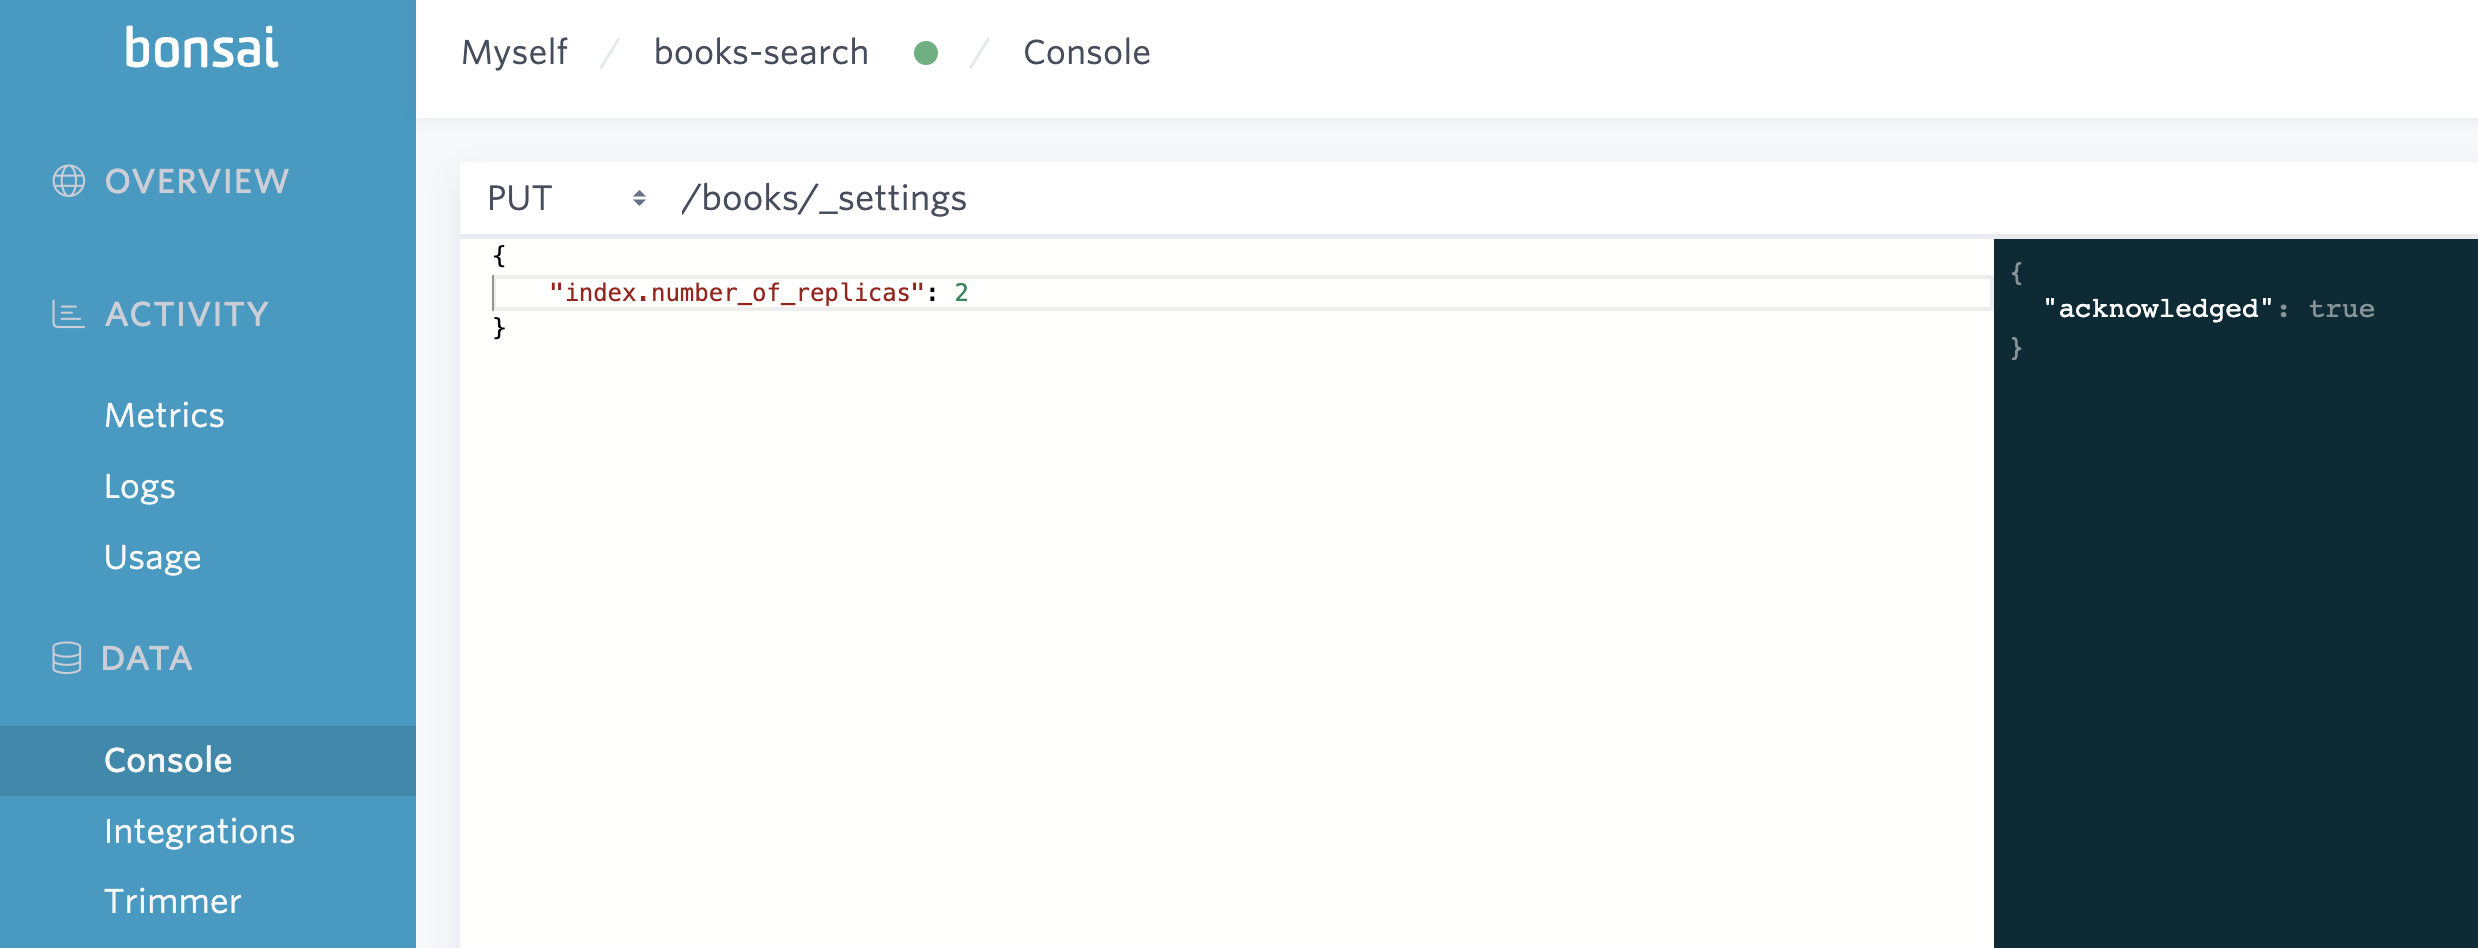 bonsai
Myself / books-search / Console
OVERVIEW
ACTIVITY
Metrics
Logs
Usage
DATA
Console
Integrations
Trimmer
PUT /books/_settings
{
"index.number_of_replicas": 2
}
{
"acknowledged": true
}